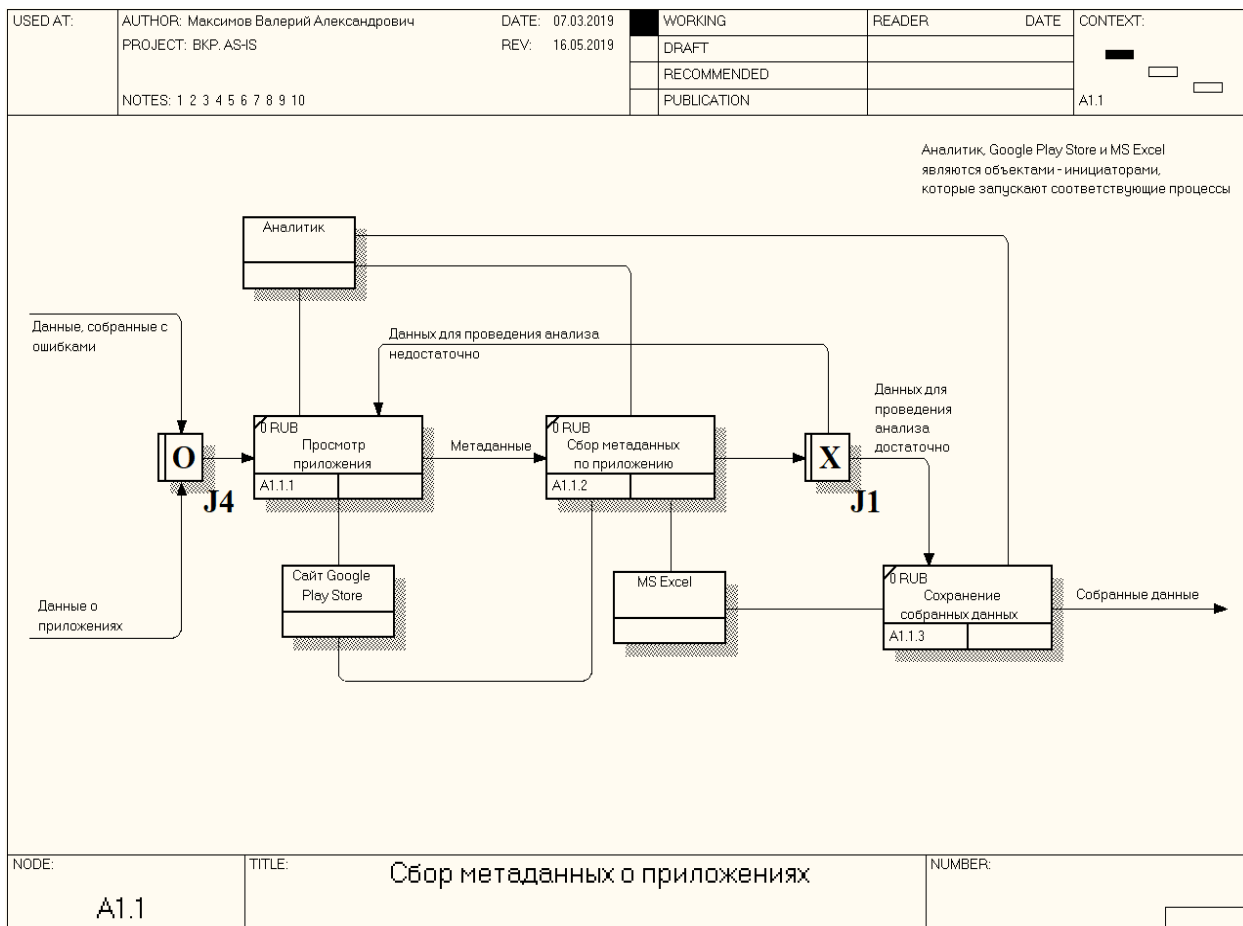 USED AT:
AUTHOR: Максимов Валерий Александрович
DATE: 07.03.2019
PROJECT: ВКР. AS-IS
REV: 16.05.2019
NOTES: 1 2 3 4 5 6 7 8 9 10
WORKING
DRAFT
RECOMMENDED
PUBLICATION
READER
DATE
CONTEXT:
A1.1
Аналитик, Google Play Store и MS Excel
являются объектами - инициаторами,
которые запускают соответствующие процессы
Аналитик
Данные, собранные с
ошибками
Данных для проведения анализа
недостаточно
Данных для
проведения
анализа
достаточно
O
J4
0 RUB
Просмотр
приложения
A1.1.1
Метаданные
0 RUB
Сбор метаданных
по приложению
A1.1.2
X
J1
Сайт Google
Play Store
MS Excel
0 RUB
Сохранение
собранных данных
A1.1.3
Собранные данные
Данные о
приложениях
NODE:
A1.1
TITLE:
Сбор метаданных о приложениях
NUMBER: